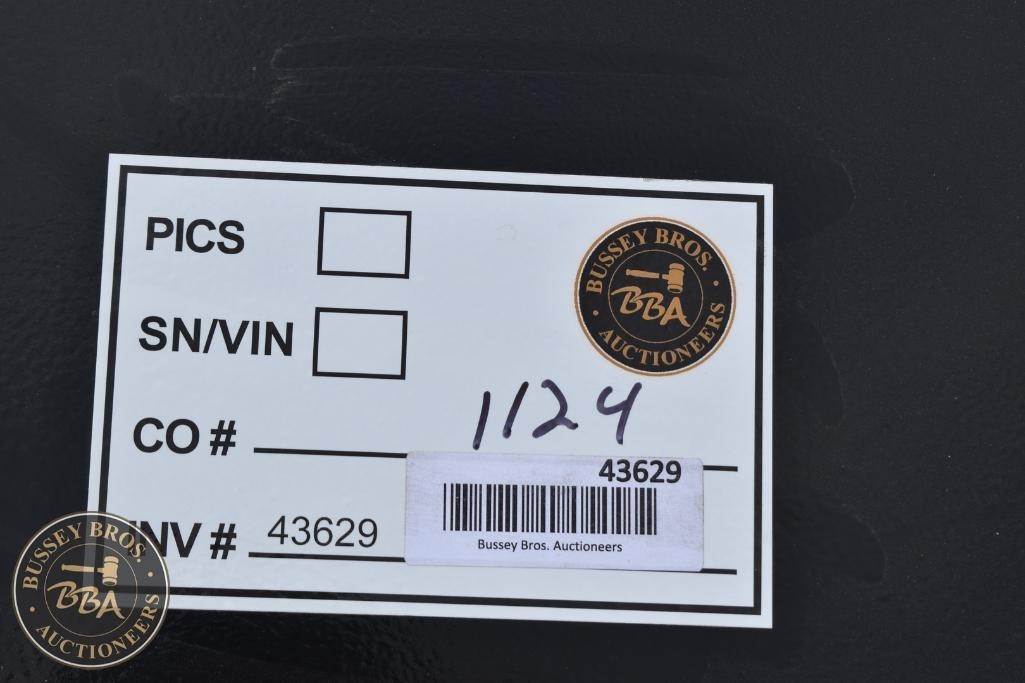 PICS
BUSSEY BROS.
BBA
AUCTIONEERS
SN/VIN
1124
CO #
43629
INV # 43629
Bussey Bros. Auctioneers
BUSSEY BROS.
BBA
AUCTIONEERS